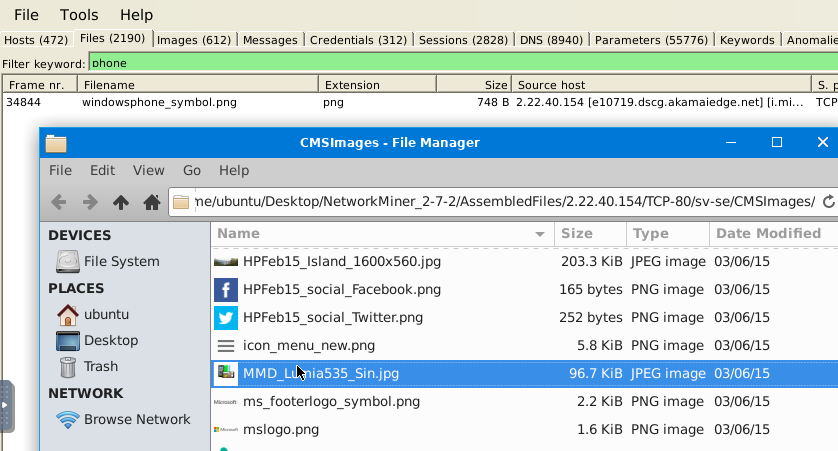 File Tools Help
Hosts (472) Files (2190) Images (612) Messages Credentials (312) Sessions (2828) DNS (8940) Parameters (55776) Keywords Anomalie
Filter keyword: phone
Frame nr. Filename Extension Size Source host S. p
34844 windowsphone_symbol.png png 748 B 2.22.40.154 [e10719.dscg.akamaiedge.net] [i.mi... TCP
CMSImages - File Manager
File Edit View Go Help
me/ubuntu/Desktop/NetworkMiner_2-7-2/AssembledFiles/2.22.40.154/TCP-80/sv-se/CMSImages/
DEVICES
File System
PLACES
ubuntu
Desktop
Trash
NETWORK
Browse Network
Name Size Type Date Modified
HPFeb15_Island_1600x560.jpg 203.3 KiB JPEG image 03/06/15
HPFeb15_social_Facebook.png 165 bytes PNG image 03/06/15
HPFeb15_social_Twitter.png 252 bytes PNG image 03/06/15
icon_menu_new.png 5.8 KiB PNG image 03/06/15
MMD_Lumia535_Sin.jpg 96.7 KiB JPEG image 03/06/15
ms_footerlogo_symbol.png 2.2 KiB PNG image 03/06/15
mslogo.png 1.6 KiB PNG image 03/06/15